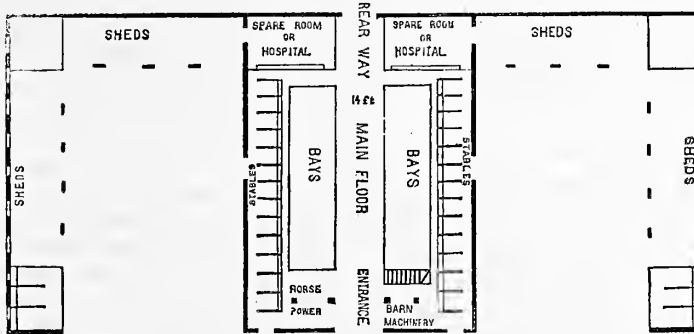 SHEDS
SPARE ROOM
OR
HOSPITAL
REAR WAY
SPARE ROOM
OR
HOSPITAL
SHEDS
14 ft
MAIN FLOOR
BAYS
BAYS
STABLES
STABLES
SHEDS
SHEDS
ENTRANCE
HORSE
POWER
BARN
MACHINERY